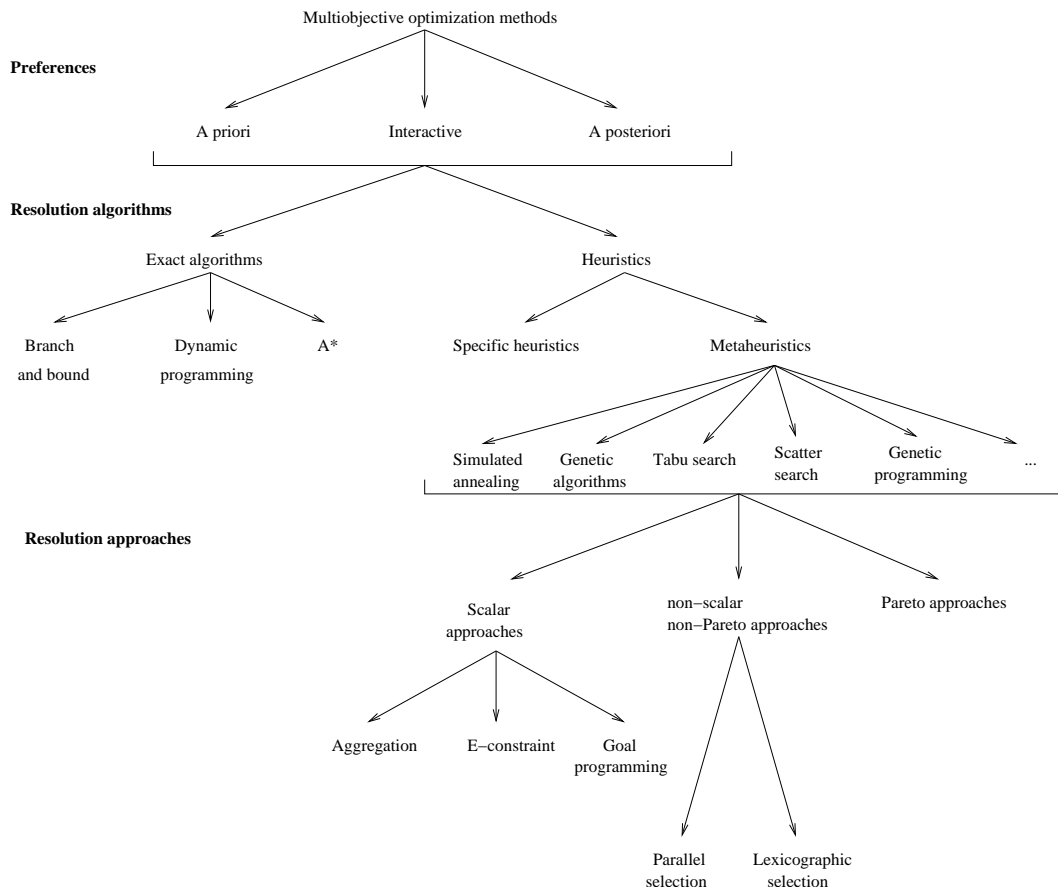 Multiobjective optimization methods
Preferences
A priori
Interactive
A posteriori
Resolution algorithms
Exact algorithms
Heuristics
Branch
and bound
Dynamic
programming
A*
Specific heuristics
Metaheuristics
Simulated
annealing
Genetic
algorithms
Tabu search
Scatter
search
Genetic
programming
...
Resolution approaches
Scalar
approaches
non−scalar
non−Pareto approaches
Pareto approaches
Aggregation
E−constraint
Goal
programming
Parallel
selection
Lexicographic
selection